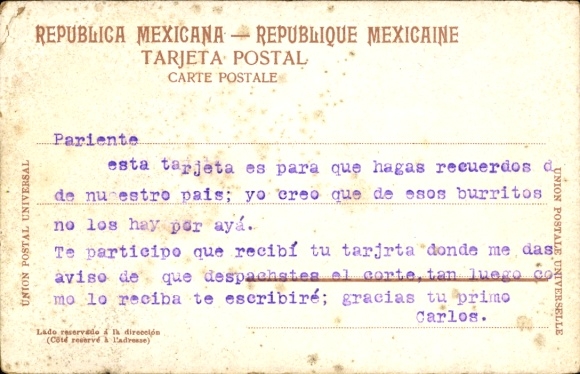 REPUBLICA MEXICANA — REPUBLIQUE MEXICAINE
TARJETA POSTAL
CARTE POSTALE
UNION POSTAL UNIVERSAL
Pariente
esta tarjeta es para que hagas recuerdos d
de nuestro pais; yo creo que de esos burritos
no los hay por ayá.
Te participo que recibí tu tarjrta donde me das
aviso de que despachstes el corte,tan luego co
mo lo reciba te escribiré; gracias tu primo
Carlos.
UNION POSTALE UNIVERSELLE
Lado reservado á la dirección
(Côté reservé à l'adresse)